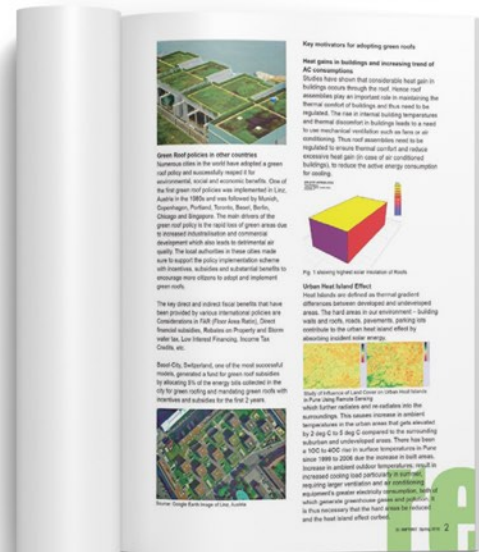 Green Roof policies in other countries
Numerous cities in the world have adopted a green
roof policy and successfully reaped it for
environmental, social and economic benefits. One of
the first green roof policies was implemented in Linz,
Austria in the 1980s and was followed by Munich,
Copenhagen, Portland, Toronto, Basel, Berlin,
Chicago and Singapore. The main drivers of the
green roof policy is the rapid loss of green areas due
to increased industrialisation and commercial
development which also leads to detrimental air
quality. The local authorities in these cities made
sure to support the policy implementation scheme
with incentives, subsidies and substantial benefits to
encourage more citizens to adopt and implement
green roofs.
The key direct and indirect fiscal benefits that have
been provided by various international policies are
Considerations in FAR (Floor Area Ratio), Direct
financial subsidies, Rebates on Property and Storm
water tax, Low Interest Financing, Income Tax
Credits, etc.
Basel-City, Switzerland, one of the most successful
models, generated a fund for green roof subsidies
by allocating 5% of the energy bills collected in the
city for green roofing and mandating green roofs with
incentives and subsidies for the first 2 years.
Source: Google Earth image of Linz, Austria
Key motivators for adopting green roofs
Heat gains in buildings and increasing trend of
AC consumptions
Studies have shown that considerable heat gain in
buildings occurs through the roof. Hence roof
assemblies play an important role in maintaining the
thermal comfort of buildings and thus need to be
regulated. The rise in internal building temperatures
and thermal discomfort in buildings leads to a need
to use mechanical ventilation such as fans or air
conditioning. Thus roof assemblies need to be
regulated to ensure thermal comfort and reduce
excessive heat gain (in case of air conditioned
buildings), to reduce the active energy consumption
for cooling.
Fig. 1 showing highest solar insolation of Roofs
Urban Heat Island Effect
Heat Islands are defined as thermal gradient
differences between developed and undeveloped
areas. The hard areas in our environment – building
walls and roofs, roads, pavements, parking lots
contribute to the urban heat island effect by
absorbing incident solar energy,
Study of Influence of Land Cover on Urban Heat Islands
in Pune Using Remote Sensing
which further radiates and re-radiates into the
surroundings. This causes increase in ambient
temperatures in the urban areas that gets elevated
by 2 deg C to 5 deg C compared to the surrounding
suburban and undeveloped areas. There has been
a 10C to 40C rise in surface temperatures in Pune
since 1999 to 2006 due the increase in built areas.
Increase in ambient outdoor temperatures, result in
increased cooling load particularly in summer,
requiring larger ventilation and air conditioning
equipment's greater electricity consumption, both of
which generate greenhouse gases and pollution. It
is thus necessary that the hard areas be reduced
and the heat island effect curbed.
2